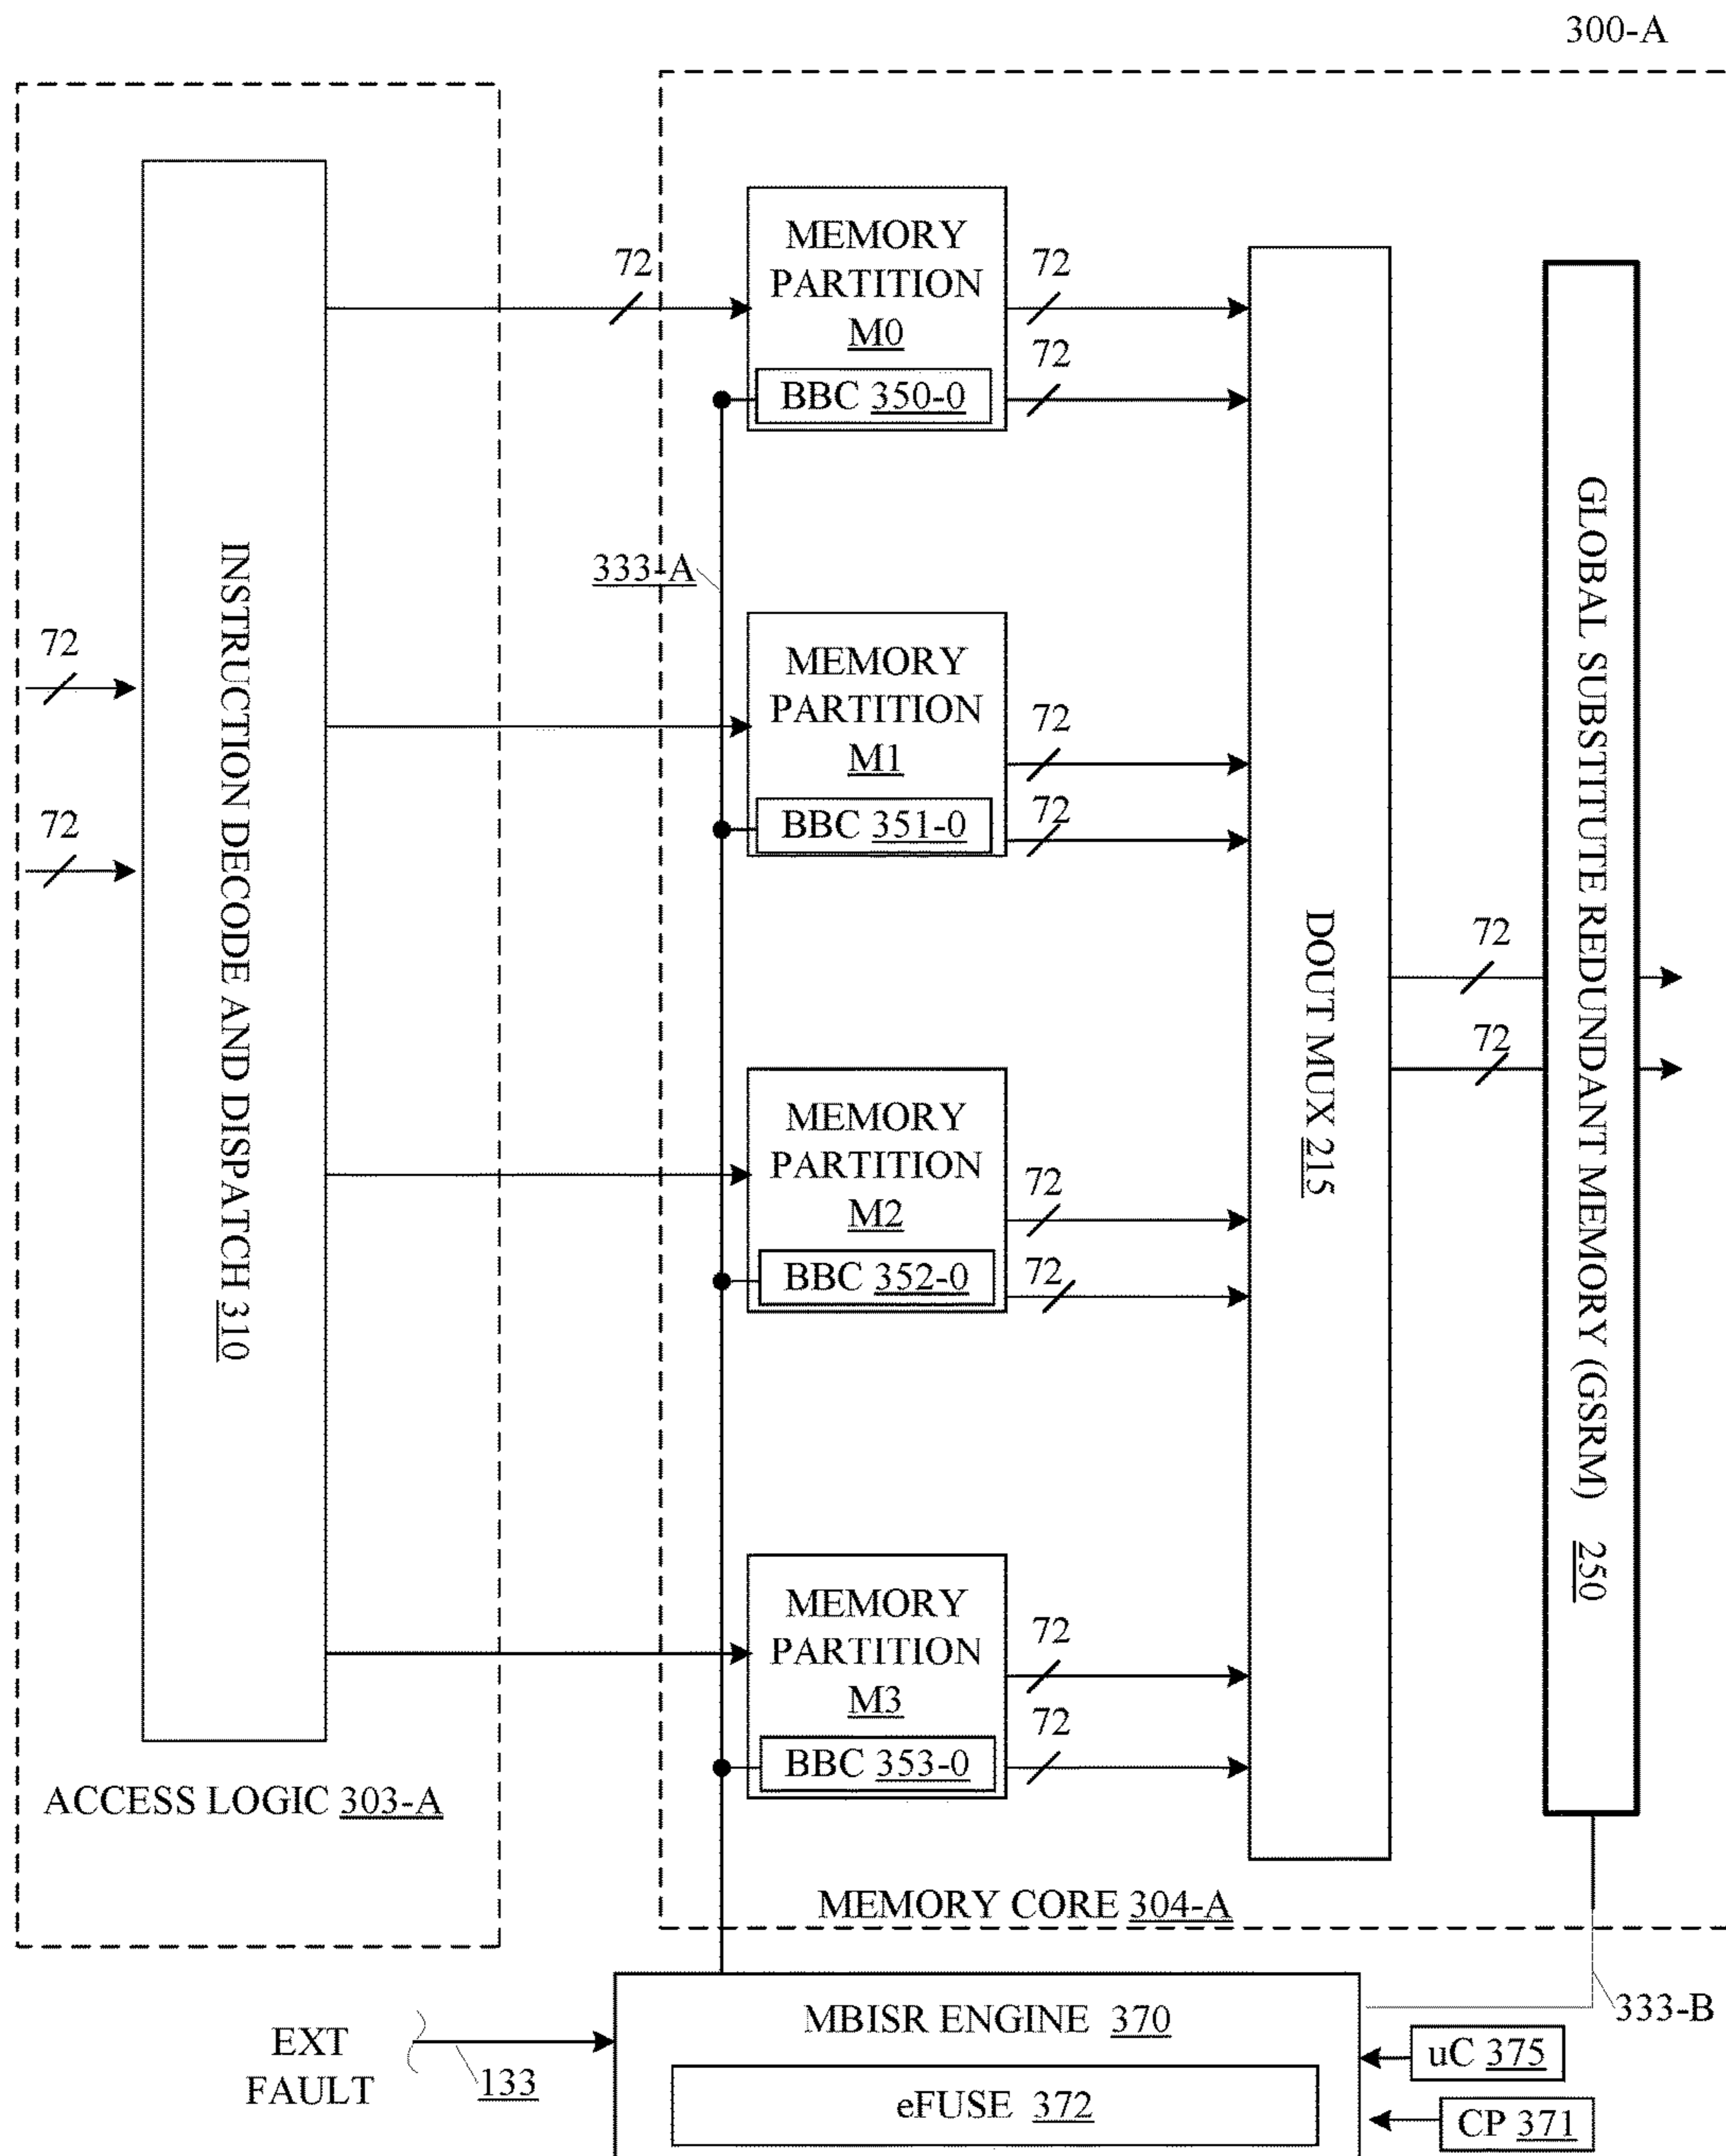 300-A
INSTRUCTION DECODE AND DISPATCH 310
72
72
ACCESS LOGIC 303-A
72
MEMORY
PARTITION
M0
BBC 350-0
72
72
333-A
MEMORY
PARTITION
M1
BBC 351-0
72
72
MEMORY
PARTITION
M2
BBC 352-0
72
72
MEMORY
PARTITION
M3
BBC 353-0
72
72
DOUT MUX 215
72
72
GLOBAL SUBSTITUTE REDUNDANT MEMORY (GSRM) 250
MEMORY CORE 304-A
333-B
EXT
FAULT
133
MBISR ENGINE 370
eFUSE 372
uC 375
CP 371